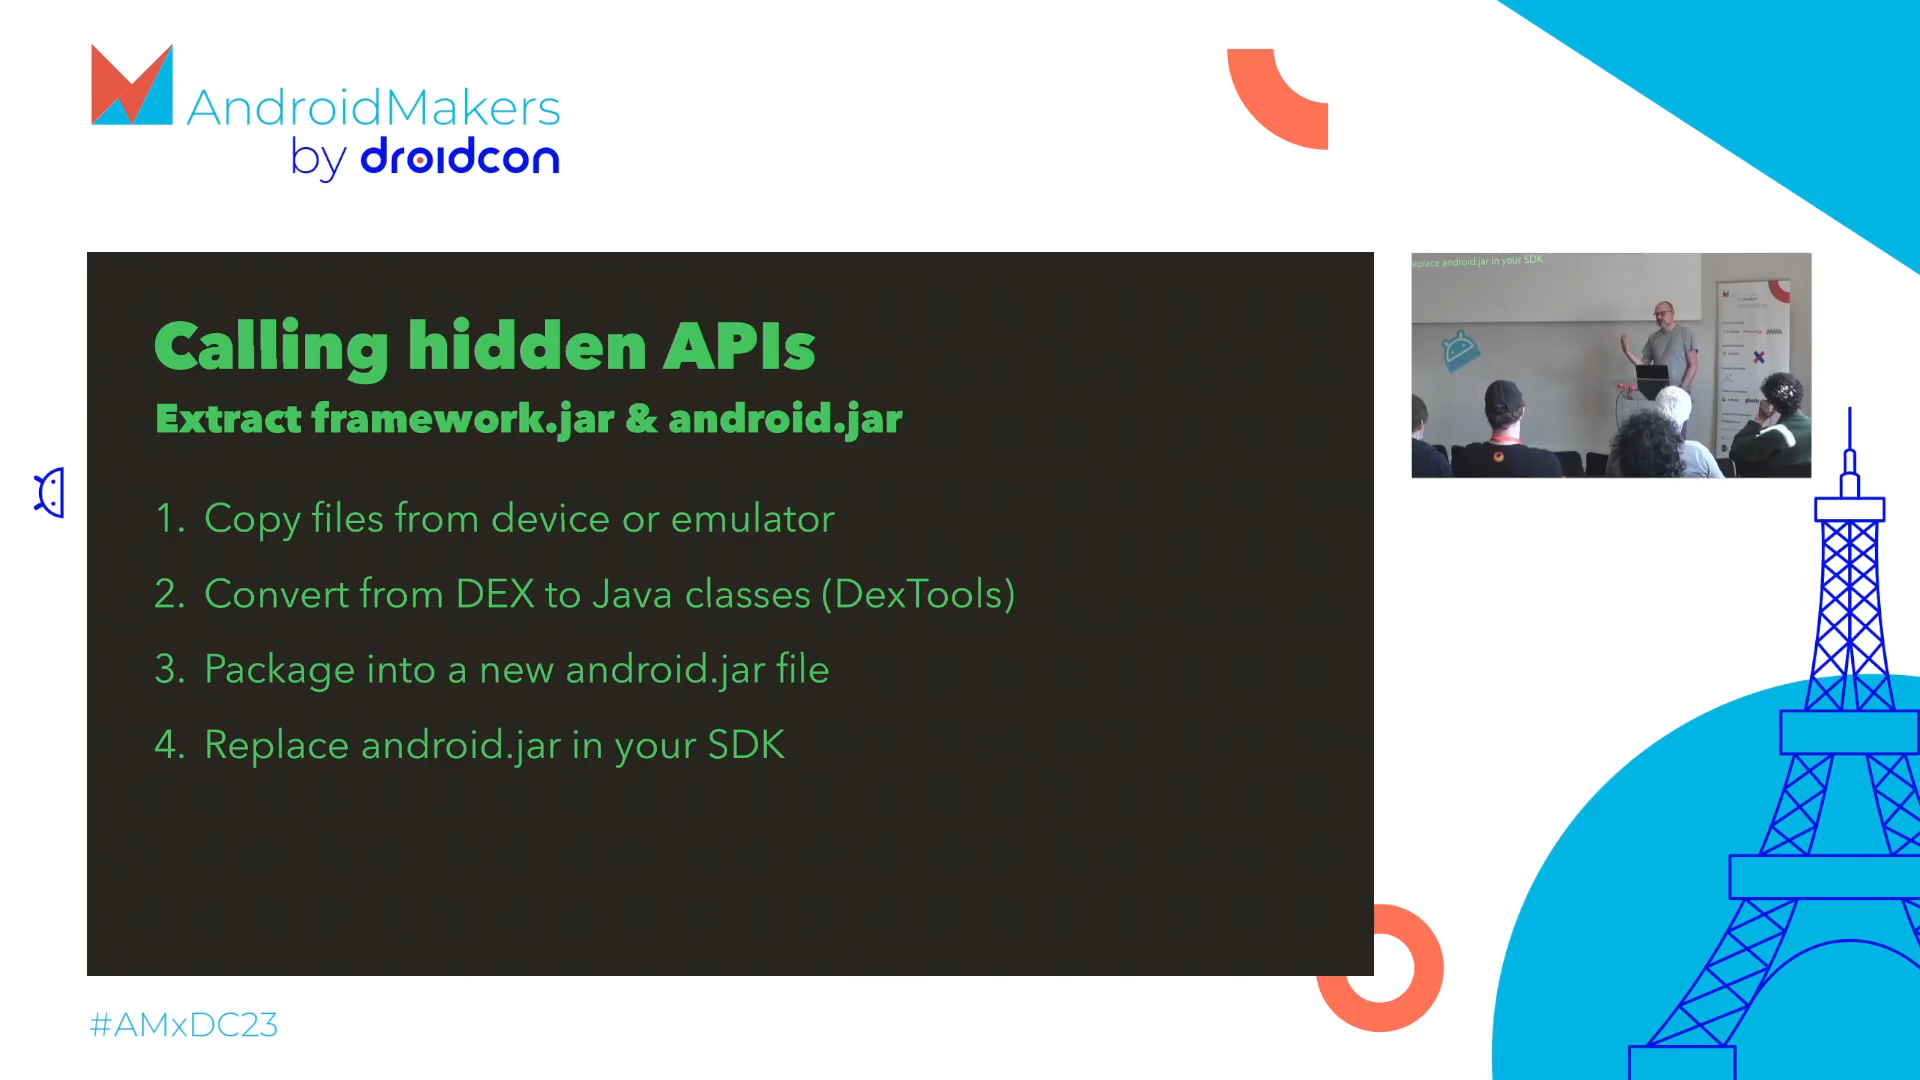 AndroidMakers
by droidcon
Calling hidden APIs
Extract framework.jar & android.jar
1. Copy files from device or emulator
2. Convert from DEX to Java classes (DexTools)
3. Package into a new android.jar file
4. Replace android.jar in your SDK
eplace android.jar in your SDK
#AMxDC23